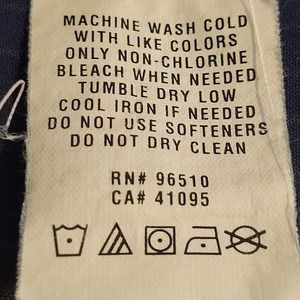 MACHINE WASH COLD
WITH LIKE COLORS
ONLY NON-CHLORINE
BLEACH WHEN NEEDED
TUMBLE DRY LOW
COOL IRON IF NEEDED
DO NOT USE SOFTENERS
DO NOT DRY CLEAN
RN# 96510
CA# 41095